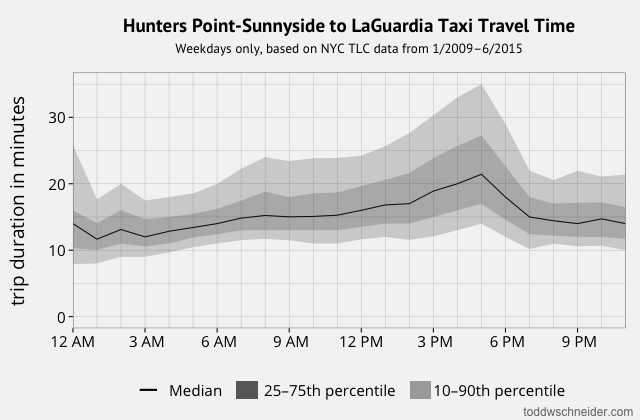 Hunters Point-Sunnyside to LaGuardia Taxi Travel Time
Weekdays only, based on NYC TLC data from 1/2009–6/2015
trip duration in minutes
30
20
10
0
12 AM 3 AM 6 AM 9 AM 12 PM 3 PM 6 PM 9 PM
Median 25–75th percentile 10–90th percentile
toddwschneider.com